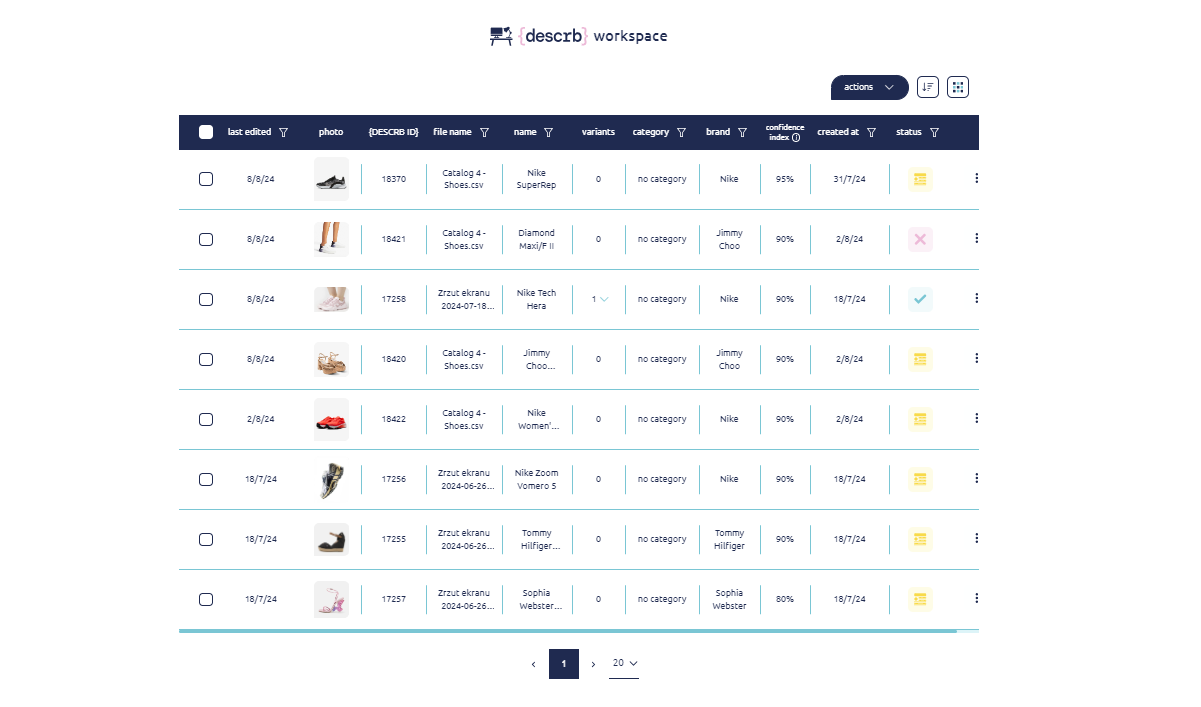 {descrb} workspace
actions
last edited photo {DESCRB ID} file name name variants category brand confidence index created at status
8/8/24 18370 Catalog 4 - Shoes.csv Nike SuperRep 0 no category Nike 95% 31/7/24
8/8/24 18421 Catalog 4 - Shoes.csv Diamond Maxi/F II 0 no category Jimmy Choo 90% 2/8/24
8/8/24 17258 Zrzut ekranu 2024-07-18... Nike Tech Hera 1 no category Nike 90% 18/7/24
8/8/24 18420 Catalog 4 - Shoes.csv Jimmy Choo... 0 no category Jimmy Choo 90% 2/8/24
2/8/24 18422 Catalog 4 - Shoes.csv Nike Women'... 0 no category Nike 90% 2/8/24
18/7/24 17256 Zrzut ekranu 2024-06-26... Nike Zoom Vomero 5 0 no category Nike 90% 18/7/24
18/7/24 17255 Zrzut ekranu 2024-06-26... Tommy Hilfiger... 0 no category Tommy Hilfiger 90% 18/7/24
18/7/24 17257 Zrzut ekranu 2024-06-26... Sophia Webster... 0 no category Sophia Webster 80% 18/7/24
‹ 1 › 20